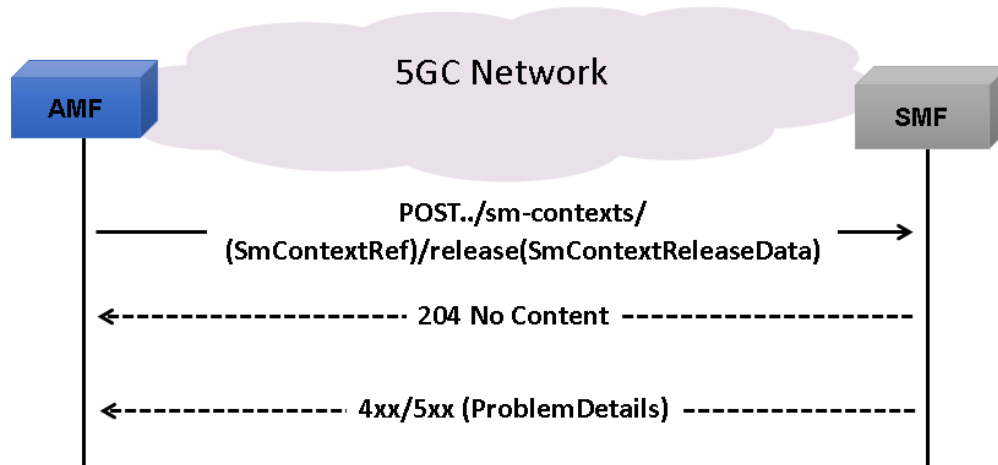 5GC Network
AMF
SMF
POST../sm-contexts/
(SmContextRef)/release(SmContextReleaseData)
204 No Content
4xx/5xx (ProblemDetails)